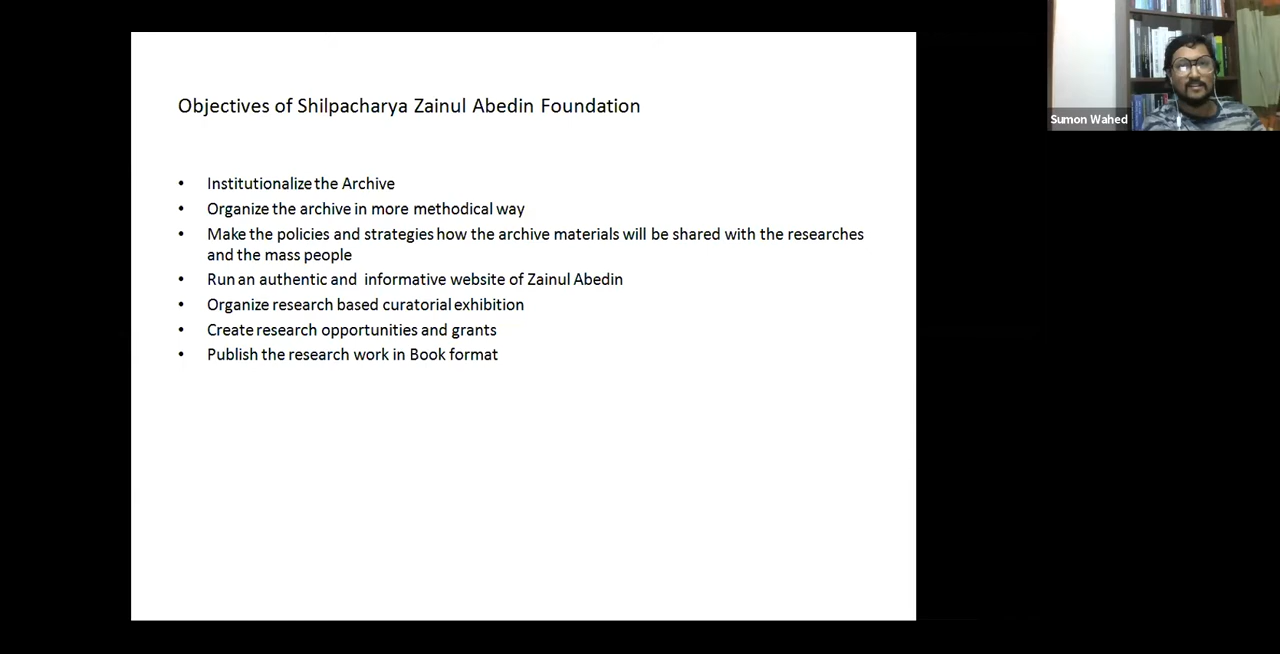 Objectives of Shilpacharya Zainul Abedin Foundation
• Institutionalize the Archive
• Organize the archive in more methodical way
• Make the policies and strategies how the archive materials will be shared with the researches
and the mass people
• Run an authentic and informative website of Zainul Abedin
• Organize research based curatorial exhibition
• Create research opportunities and grants
• Publish the research work in Book format
Sumon Wahed